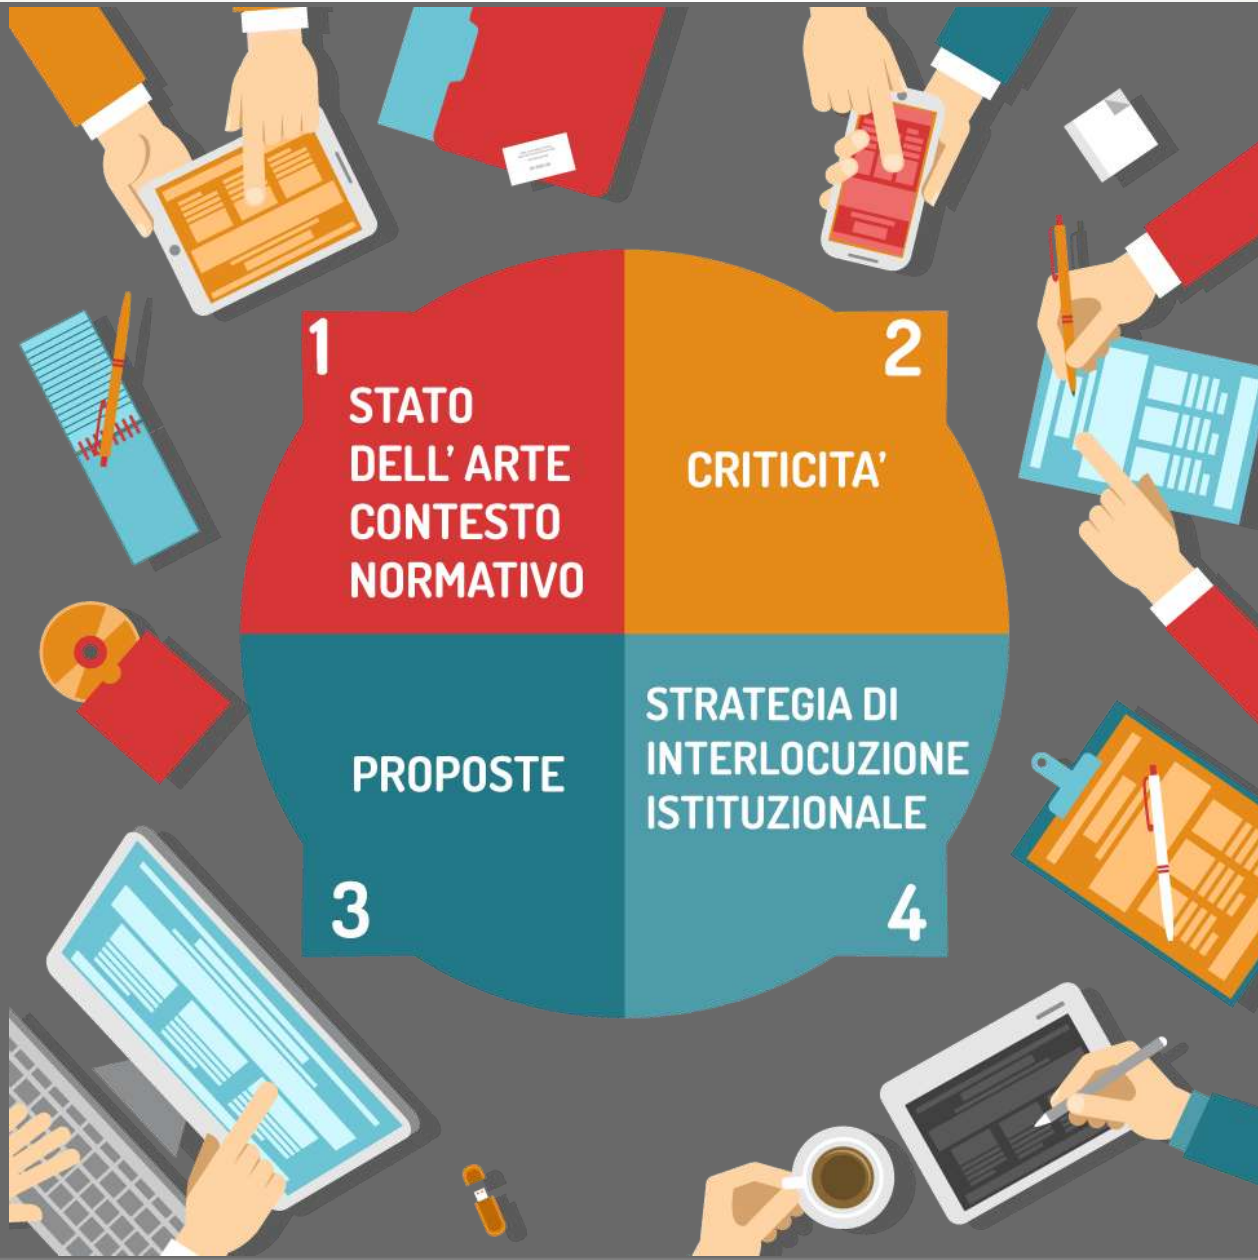 1
STATO
DELL' ARTE
CONTESTO
NORMATIVO
2
CRITICITA'
3
PROPOSTE
4
STRATEGIA DI
INTERLOCUZIONE
ISTITUZIONALE